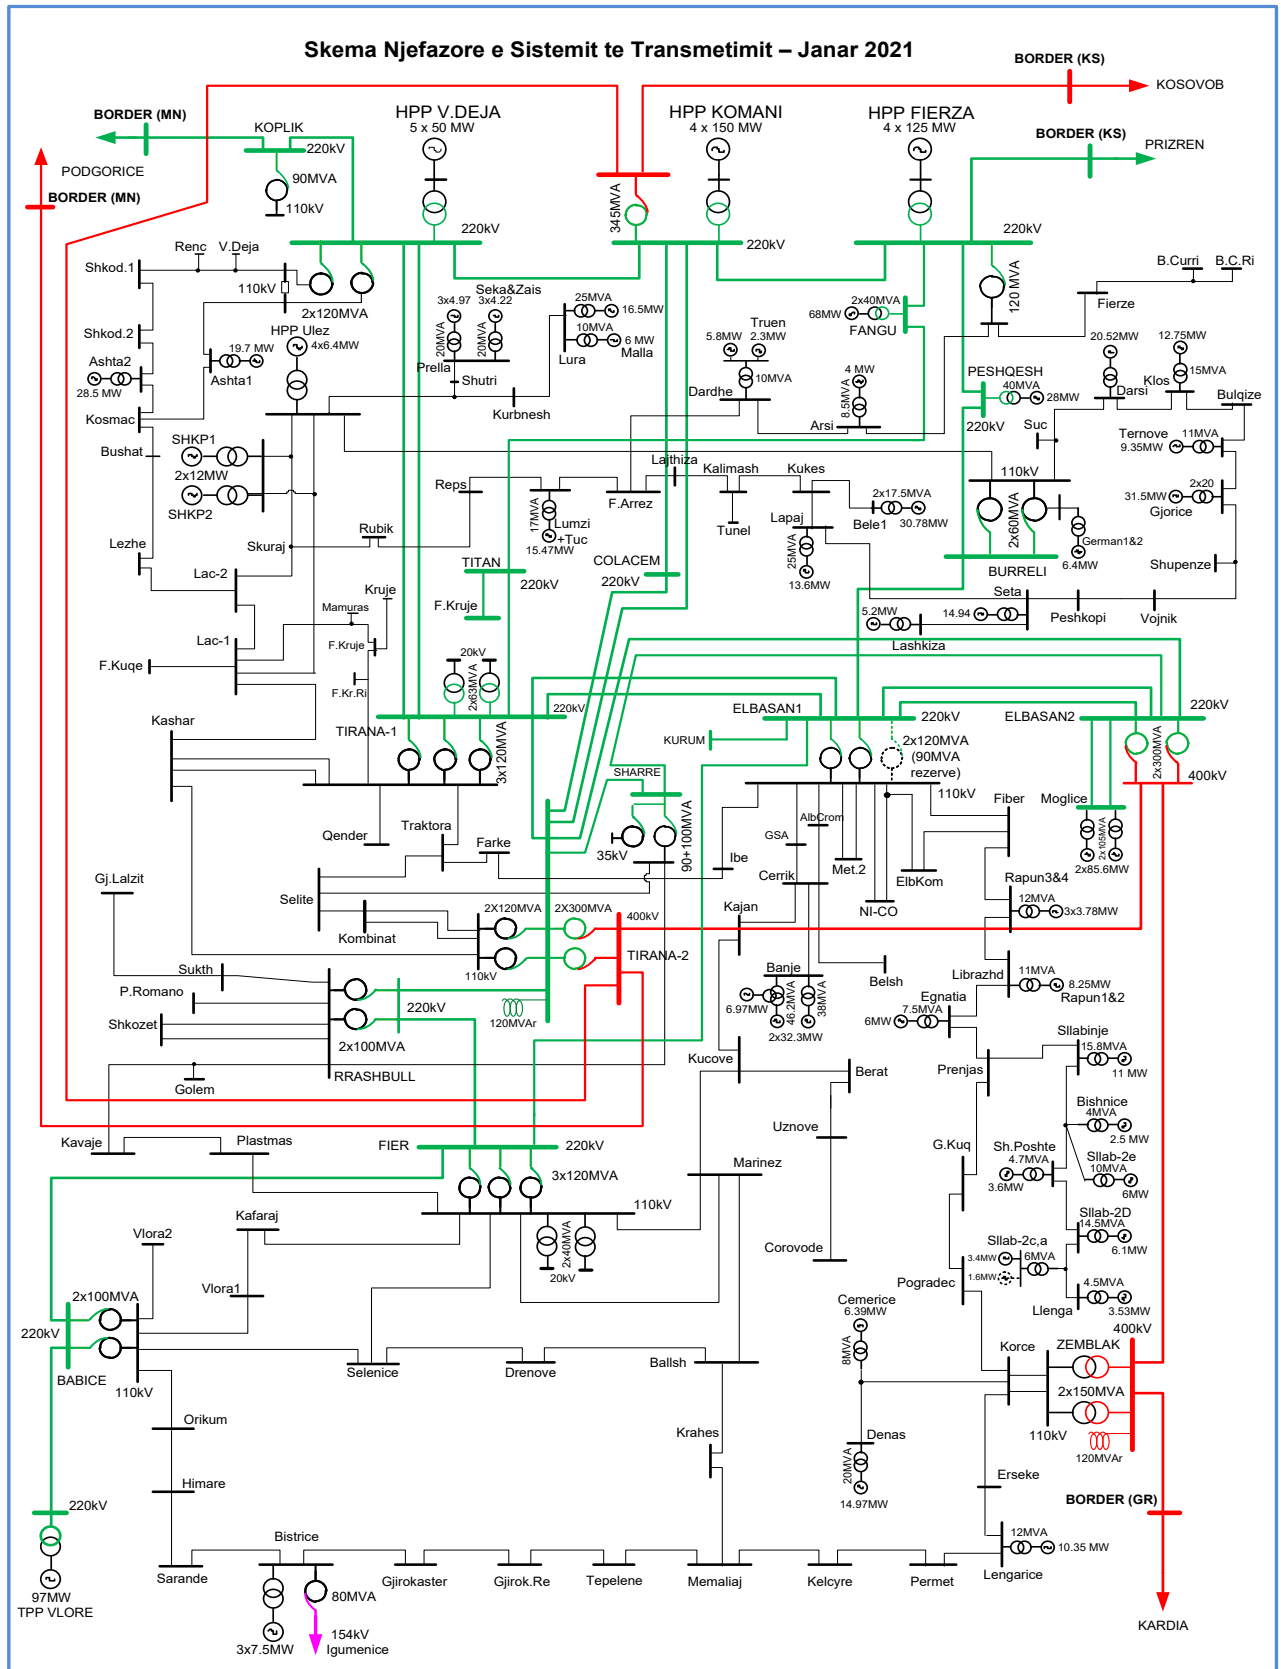 Skema Njefazore e Sistemit te Transmetimit – Janar 2021
BORDER (KS)
KOSOVOB
BORDER (MN)
KOPLIK
HPP V.DEJA
5 x 50 MW
HPP KOMANI
4 x 150 MW
HPP FIERZA
4 x 125 MW
BORDER (KS)
PRIZREN
PODGORICE
BORDER (MN)
220kV
90MVA
110kV
345MVA
220kV
220kV
220kV
Renc
V.Deja
Shkod.1
110kV
2x120MVA
Seka&Zais
3x4.97
3x4.22
20MVA
20MVA
Prella
Shutri
25MVA
16.5MW
10MVA
6 MW
Lura
Malla
Kurbnesh
120 MVA
B.Curri
B.C.Ri
Fierze
2x40MVA
68MW
FANGU
Shkod.2
HPP Ulez
4x6.4MW
Ashta2
28.5 MW
19.7 MW
Ashta1
Kosmac
Bushat
Truen
5.8MW
2.3MW
10MVA
Dardhe
4 MW
8.5MVA
Arsi
PESHQESH
40MVA
28MW
220kV
20.52MW
Darsi
12.75MW
15MVA
Klos
Bulqize
Suc
Ternove
11MVA
9.35MW
SHKP1
2x12MW
SHKP2
Lezhe
Skuraj
Rubik
Reps
17MVA
Lumzi
+Tuc
15.47MW
F.Arrez
Lajthiza
Kalimash
Tunel
Kukes
Lapaj
25MVA
13.6MW
2x17.5MVA
Bele1
30.78MW
110kV
2x60MVA
German1&2
6.4MW
BURRELI
31.5MW
2x20
Gjorice
Shupenze
Lac-2
Kruje
Mamuras
F.Kruje
Lac-1
F.Kuqe
F.Kr.Ri
TITAN
220kV
F.Kruje
COLACEM
220kV
Seta
14.94
5.2MW
Lashkiza
Peshkopi
Vojnik
Kashar
20kV
2x63MVA
220kV
TIRANA-1
3x120MVA
ELBASAN1
220kV
KURUM
2x120MVA
(90MVA
rezerve)
110kV
ELBASAN2
220kV
2x300MVA
400kV
SHARRE
90+100MVA
35kV
Moglice
2x105MVA
2x85.6MW
Qender
Traktora
Farke
Ibe
GSA
AlbCrom
Met.2
Cerrik
NI-CO
ElbKom
Fiber
Gj.Lalzit
Selite
Kombinat
2X120MVA
2X300MVA
400kV
TIRANA-2
110kV
Kajan
Rapun3&4
12MVA
3x3.78MW
Sukth
P.Romano
Shkozet
220kV
2x100MVA
120MVAr
Banje
6.97MW
46.2MVA
38MVA
2x32.3MW
Belsh
Librazhd
11MVA
8.25MW
Rapun1&2
Egnatia
7.5MVA
6MW
Golem
RRASHBULL
Kucove
Berat
Prenjas
Sllabinje
15.8MVA
11 MW
Bishnice
4MVA
2.5 MW
Kavaje
Plastmas
FIER
220kV
3x120MVA
110kV
Uznove
Marinez
G.Kuq
Sh.Poshte
4.7MVA
3.6MW
Sllab-2e
10MVA
6MW
Vlora2
Kafaraj
2x40MVA
20kV
Corovode
Sllab-2D
14.5MVA
6.1MW
Sllab-2c,a
3.4MW
6MVA
1.6MW
Vlora1
2x100MVA
220kV
BABICE
110kV
Pogradec
Cemerice
6.39MW
8MVA
4.5MVA
Llenga
3.53MW
400kV
Selenice
Drenove
Ballsh
Korce
ZEMBLAK
2x150MVA
110kV
120MVAr
Orikum
Krahes
Denas
20MVA
14.97MW
Himare
Erseke
BORDER (GR)
220kV
97MW
TPP VLORE
Sarande
Bistrice
3x7.5MW
80MVA
154kV
Igumenice
Gjirokaster
Gjirok.Re
Tepelene
Memaliaj
Kelcyre
Permet
12MVA
10.35 MW
Lengarice
KARDIA